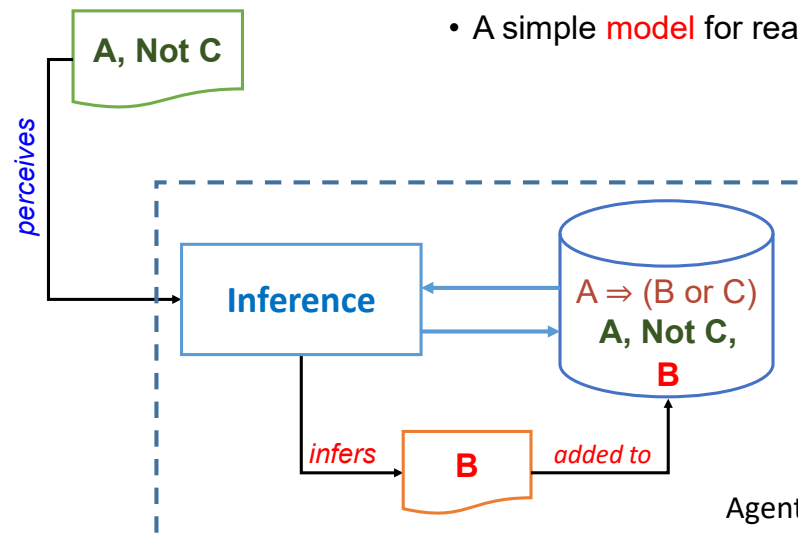 • A simple model for rea
A, Not C
perceives
Inference
A ⇒ (B or C)
A, Not C,
B
infers
B
added to
Agent